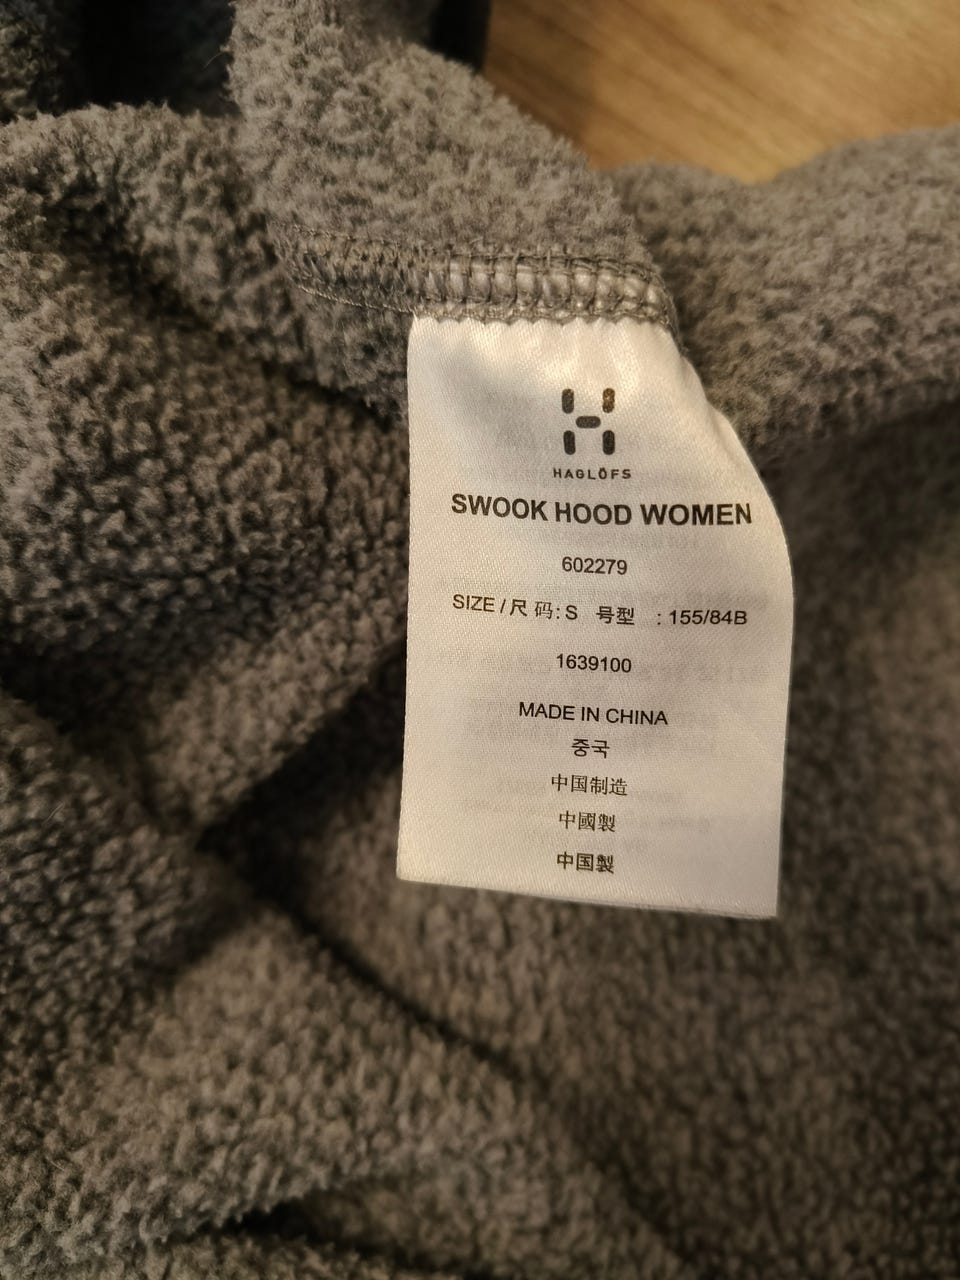 HAGLÖFS
SWOOK HOOD WOMEN
602279
SIZE / 尺 码: S 号型 : 155/84B
1639100
MADE IN CHINA
중국
中国制造
中國製
中国製